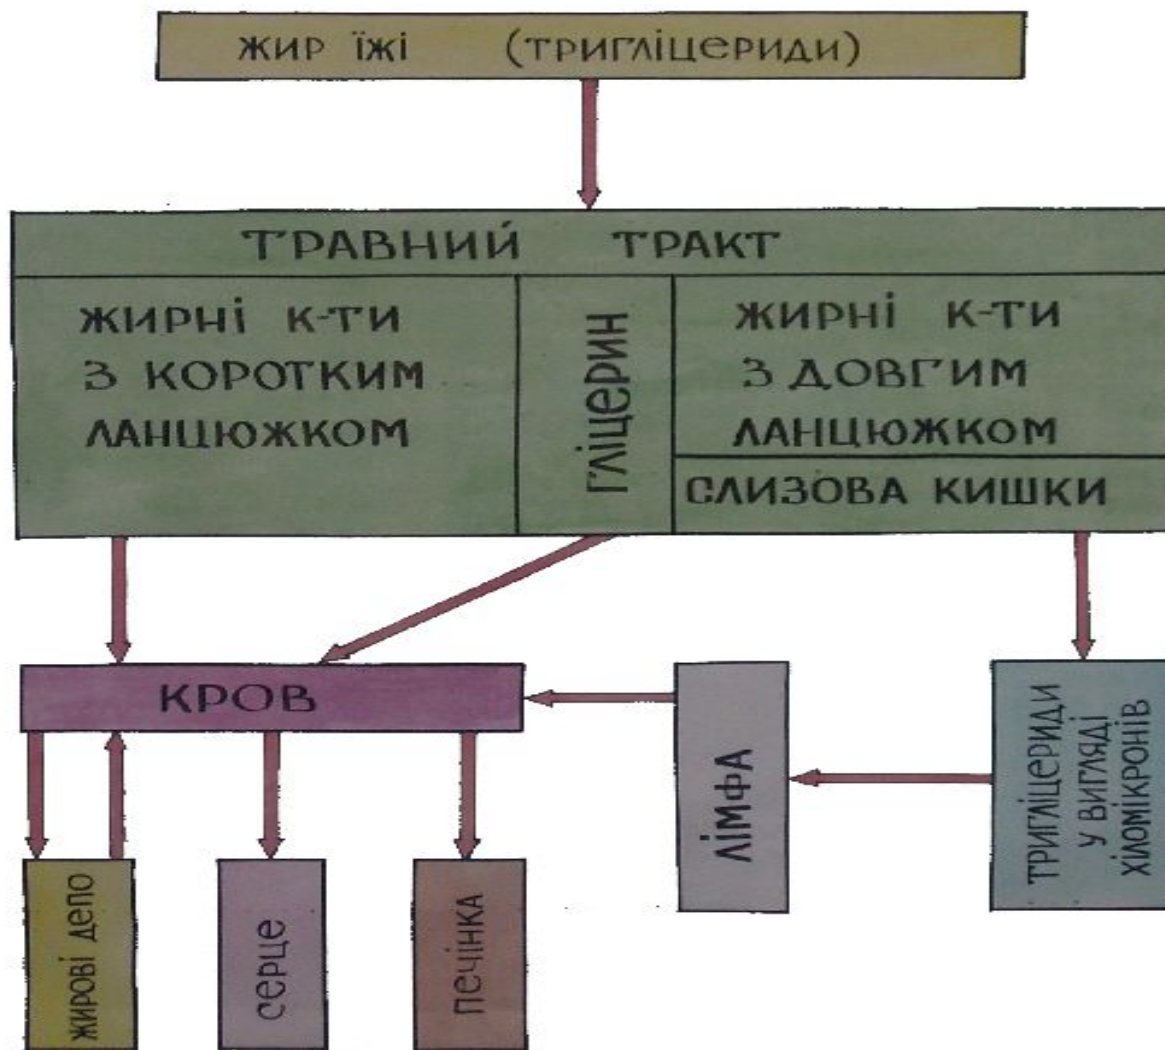 ЖИР ЇЖІ (ТРИГЛІЦЕРИДИ)
ТРАВНИЙ ТРАКТ
ЖИРНІ К-ТИ
З КОРОТКИМ
ЛАНЦЮЖКОМ
ГЛІЦЕРИН
ЖИРНІ К-ТИ
З ДОВГИМ
ЛАНЦЮЖКОМ
СЛИЗОВА КИШКИ
КРОВ
ЛІМФА
ТРИГЛІЦЕРИДИ
У ВИГЛЯДІ
ХІЛОМІКРОНІВ
ЖИРОВІ ДЕПО
СЕРЦЕ
ПЕЧІНКА